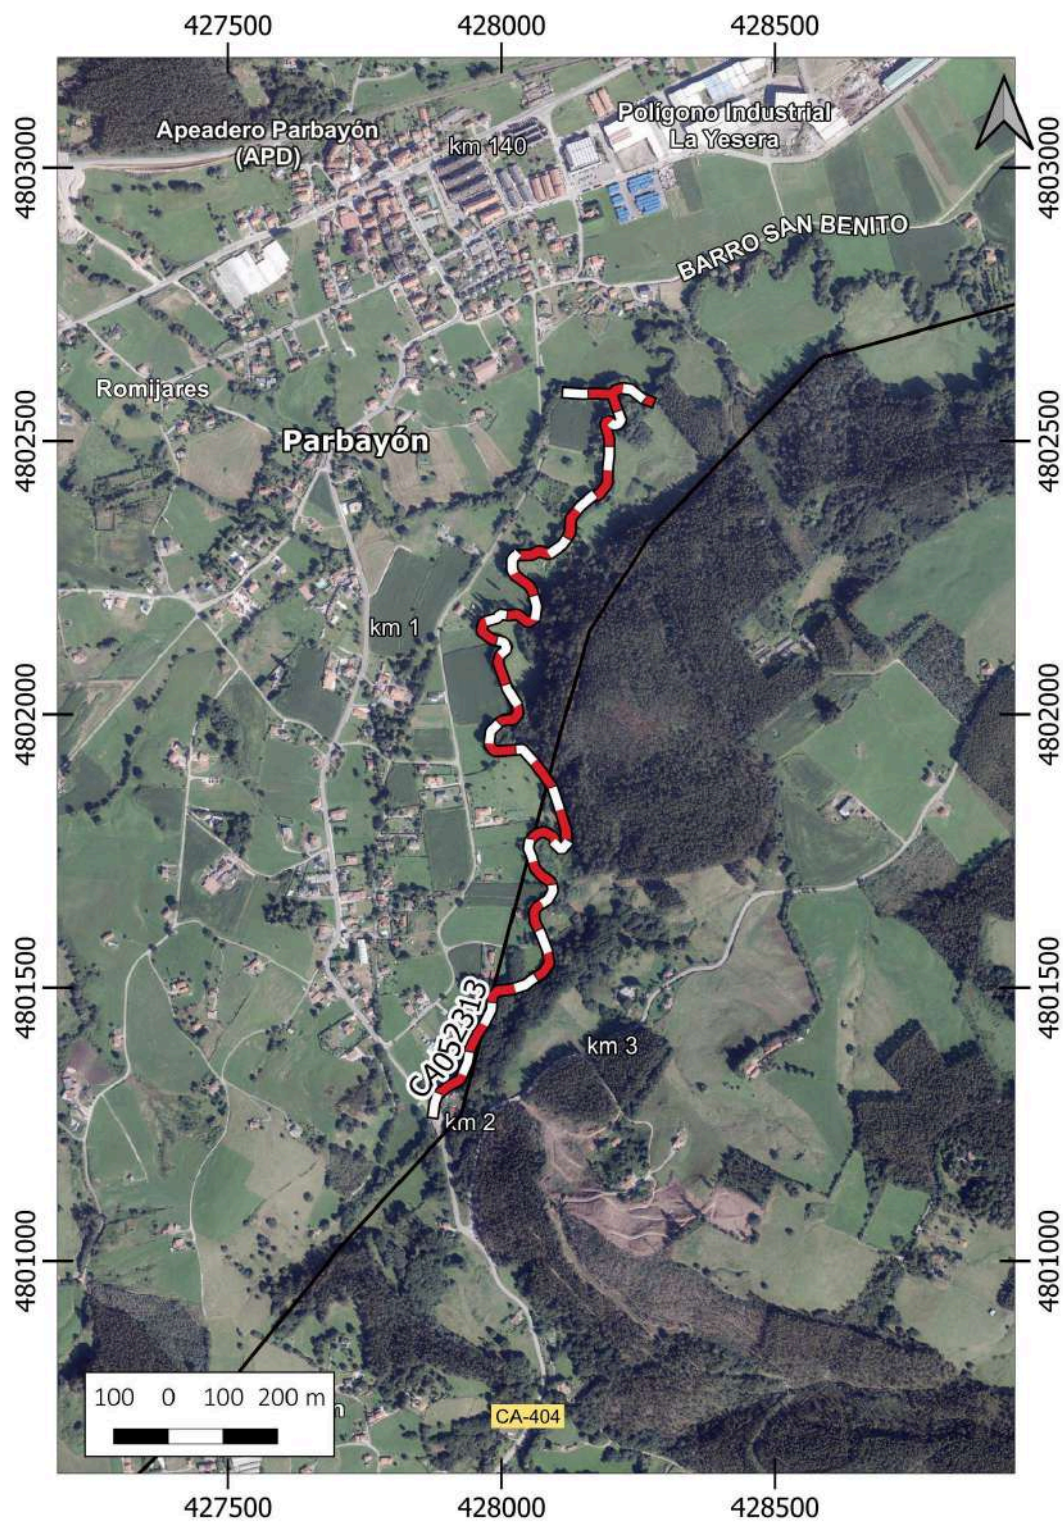 427500
428000
428500
4803000
4803000
Apeadero Parbayón
(APD)
km 140
Polígono Industrial
La Yesera
BARRO SAN BENITO
Romijares
Parbayón
4802500
4802500
km 1
4802000
4802000
4801500
4801500
CA052313
km 3
km 2
4801000
4801000
100 0 100 200 m
n
CA-404
427500
428000
428500